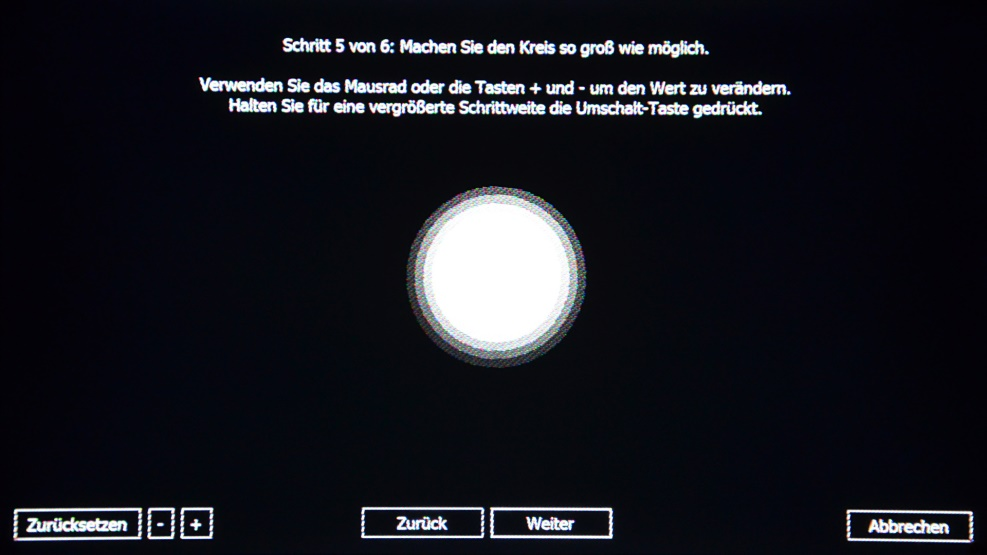 Schritt 5 von 6: Machen Sie den Kreis so groß wie möglich.
Verwenden Sie das Mausrad oder die Tasten + und - um den Wert zu verändern.
Halten Sie für eine vergrößerte Schrittweite die Umschalt-Taste gedrückt.
Zurücksetzen - + Zurück Weiter Abbrechen